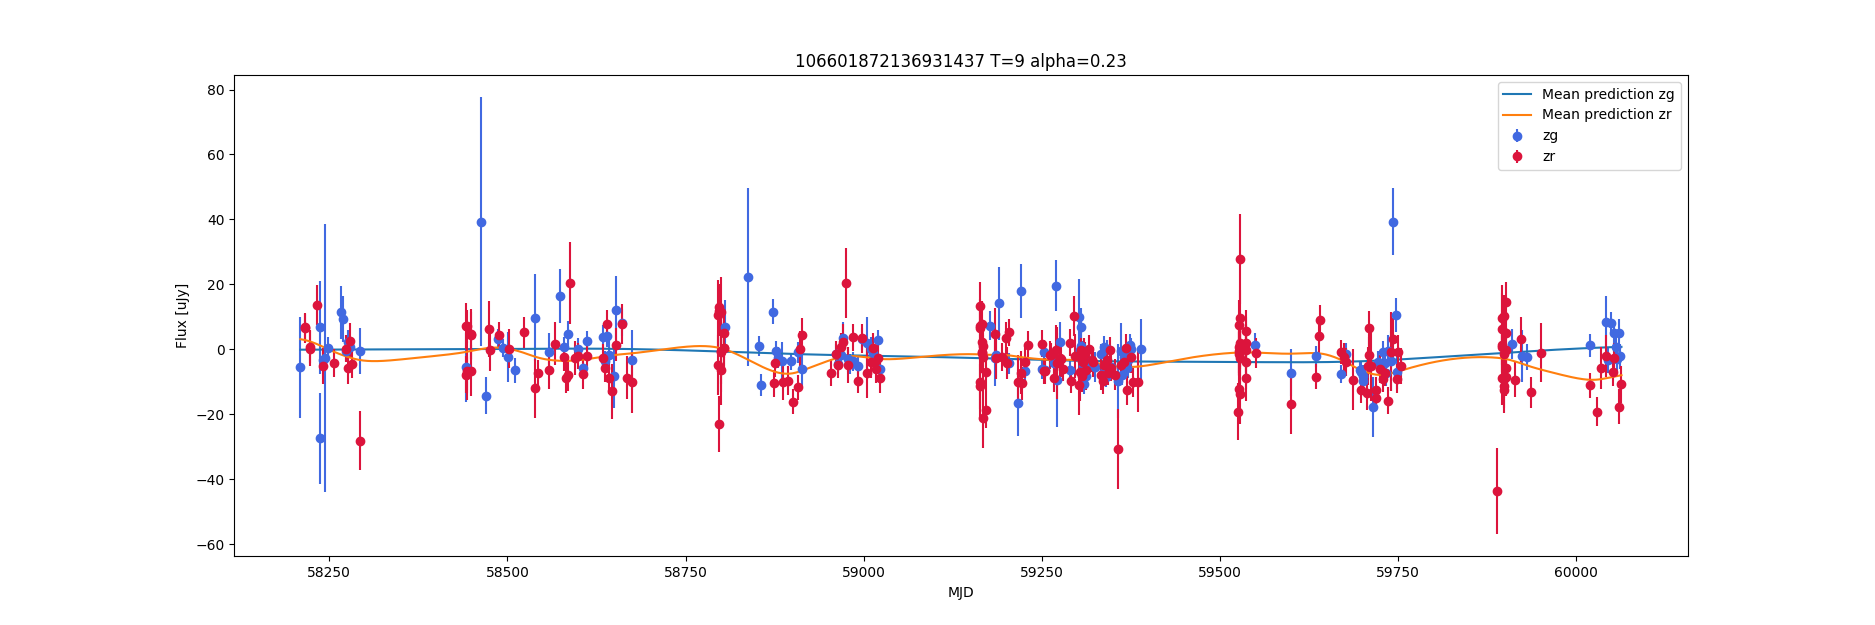 106601872136931437 T=9 alpha=0.23
Flux [uJy]
80
60
40
20
0
−20
−40
−60
Mean prediction zg
Mean prediction zr
zg
zr
58250 58500 58750 59000 59250 59500 59750 60000
MJD